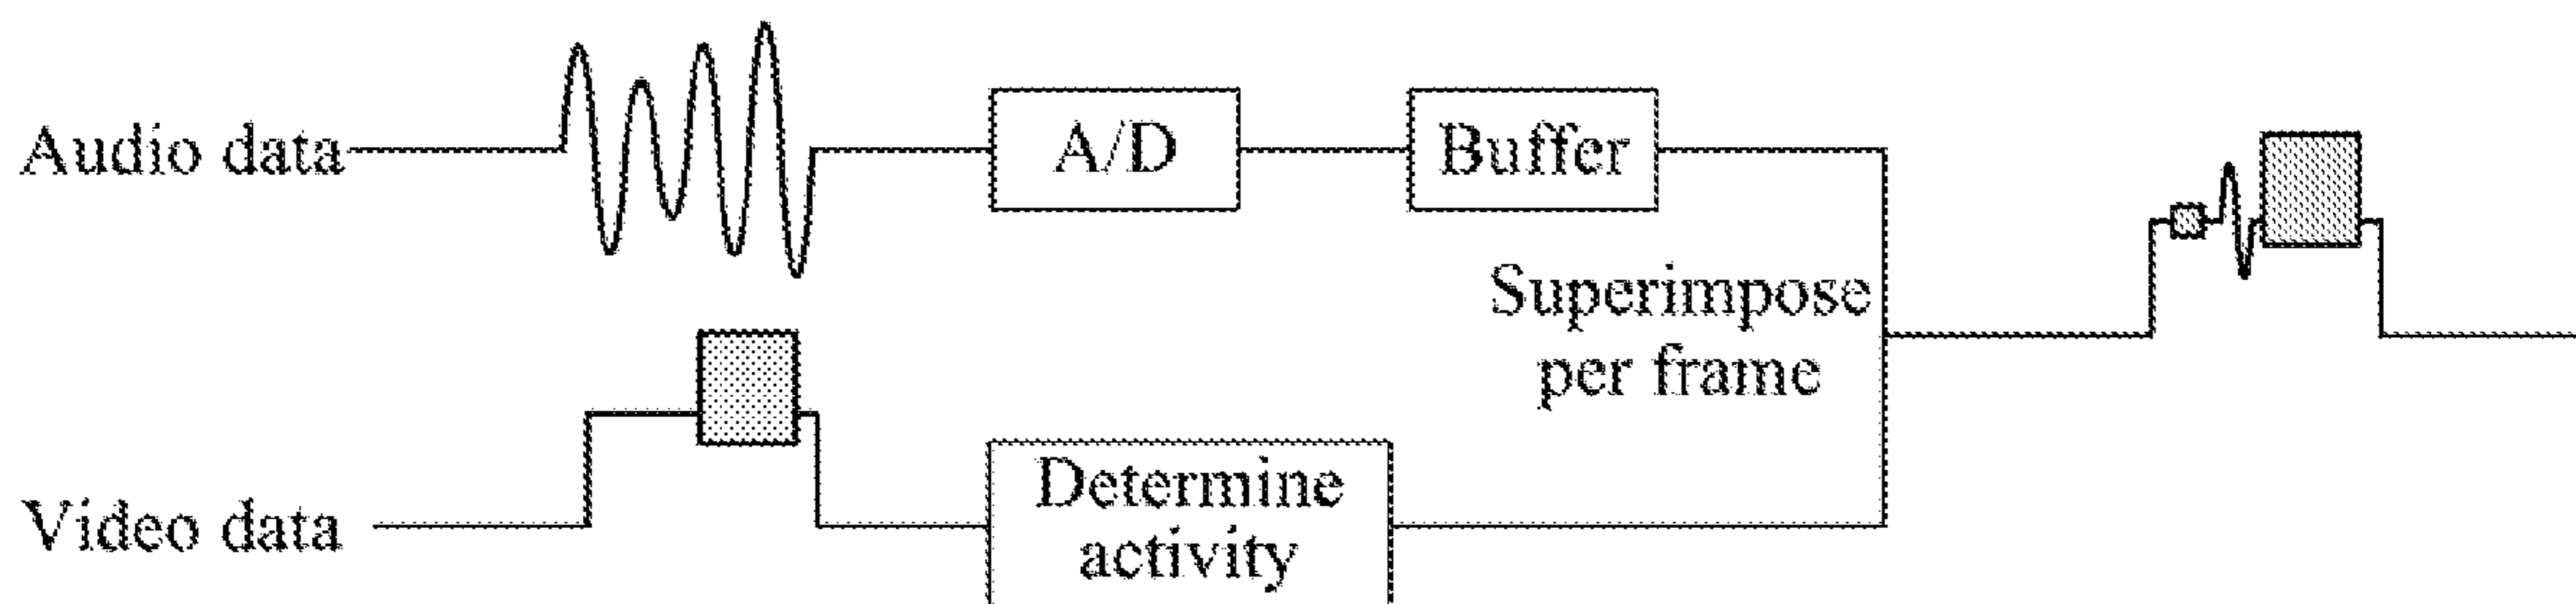 Audio data
A/D
Buffer
Superimpose
per frame
Video data
Determine
activity